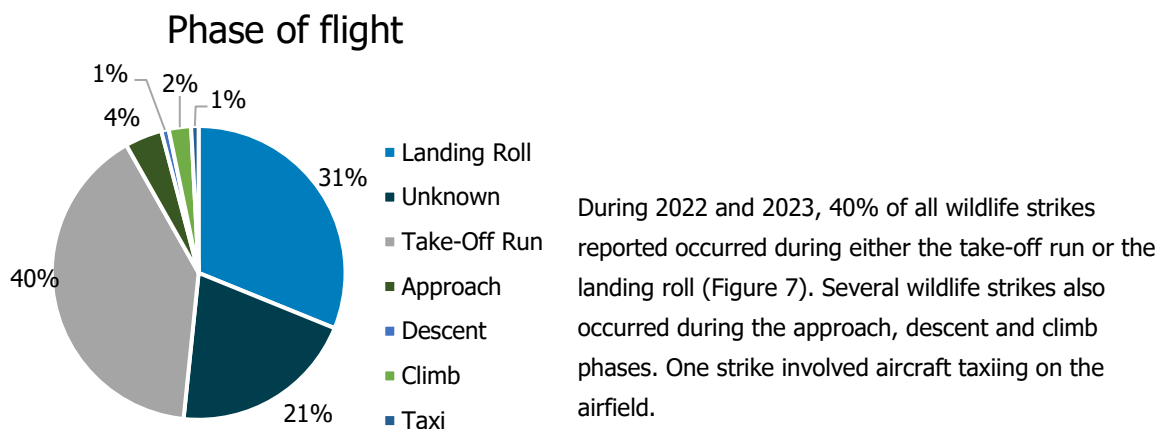 Phase of flight
1%
2%
1%
4%
31%
40%
21%
Landing Roll
Unknown
Take-Off Run
Approach
Descent
Climb
Taxi
During 2022 and 2023, 40% of all wildlife strikes
reported occurred during either the take-off run or the
landing roll (Figure 7). Several wildlife strikes also
occurred during the approach, descent and climb
phases. One strike involved aircraft taxiing on the
airfield.